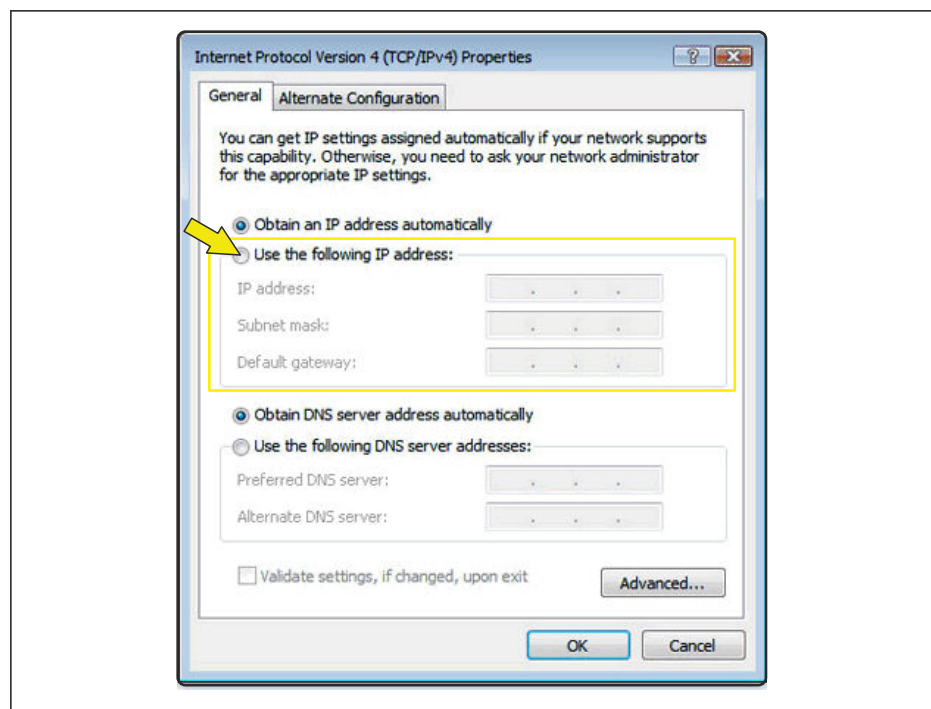 Internet Protocol Version 4 (TCP/IPv4) Properties
General
Alternate Configuration
You can get IP settings assigned automatically if your network supports
this capability. Otherwise, you need to ask your network administrator
for the appropriate IP settings.
Obtain an IP address automatically
Use the following IP address:
IP address:
Subnet mask:
Default gateway:
Obtain DNS server address automatically
Use the following DNS server addresses:
Preferred DNS server:
Alternate DNS server:
Validate settings, if changed, upon exit
Advanced...
OK
Cancel